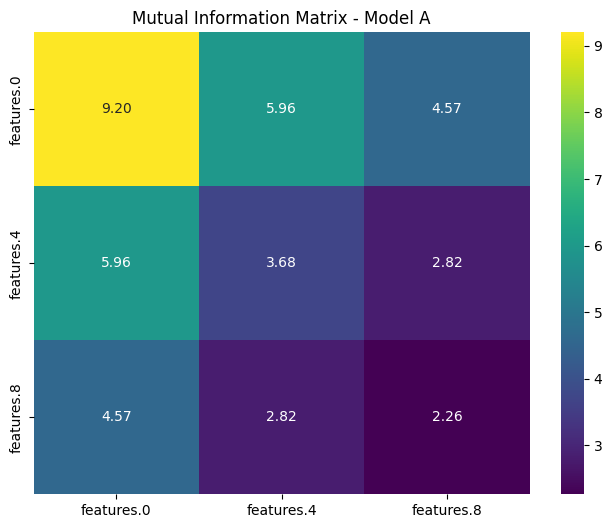 Mutual Information Matrix - Model A
features.0
9.20
5.96
4.57
features.4
5.96
3.68
2.82
features.8
4.57
2.82
2.26
features.0
features.4
features.8
9
8
7
6
5
4
3